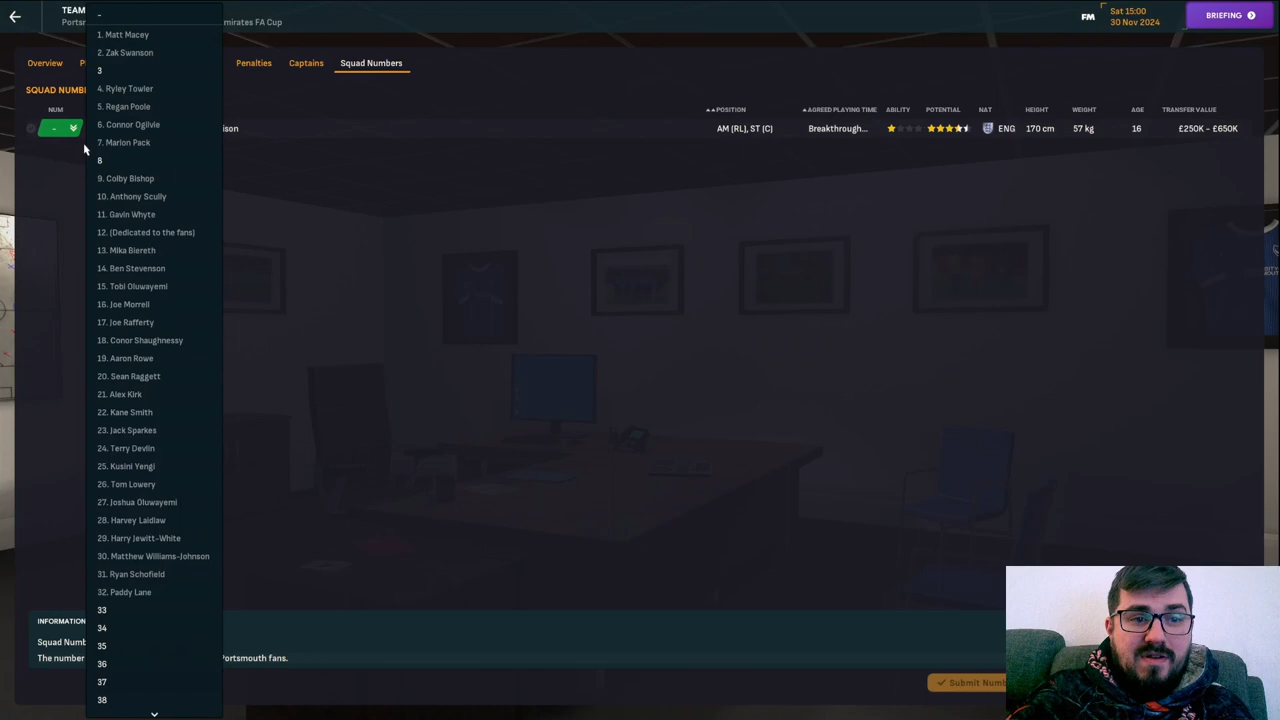 TEAM
Portsm
mirates FA Cup
FM
Sat 15:00
30 Nov 2024
BRIEFING
Overview
P
Penalties
Captains
Squad Numbers
SQUAD NUMB
NUM
POSITION
AGREED PLAYING TIME
ABILITY
POTENTIAL
NAT
HEIGHT
WEIGHT
AGE
TRANSFER VALUE
-
ison
AM (RL), ST (C)
Breakthrough...
ENG
170 cm
57 kg
16
£250K - £650K
-
1. Matt Macey
2. Zak Swanson
3
4. Ryley Towler
5. Regan Poole
6. Connor Ogilvie
7. Marlon Pack
8
9. Colby Bishop
10. Anthony Scully
11. Gavin Whyte
12. (Dedicated to the fans)
13. Mika Biereth
14. Ben Stevenson
15. Tobi Oluwayemi
16. Joe Morrell
17. Joe Rafferty
18. Conor Shaughnessy
19. Aaron Rowe
20. Sean Raggett
21. Alex Kirk
22. Kane Smith
23. Jack Sparkes
24. Terry Devlin
25. Kusini Yengi
26. Tom Lowery
27. Joshua Oluwayemi
28. Harvey Laidlaw
29. Harry Jewitt-White
30. Matthew Williams-Johnson
31. Ryan Schofield
32. Paddy Lane
33
34
35
36
37
38
INFORMATION
Squad Numb
The number
Portsmouth fans.
Submit Numb